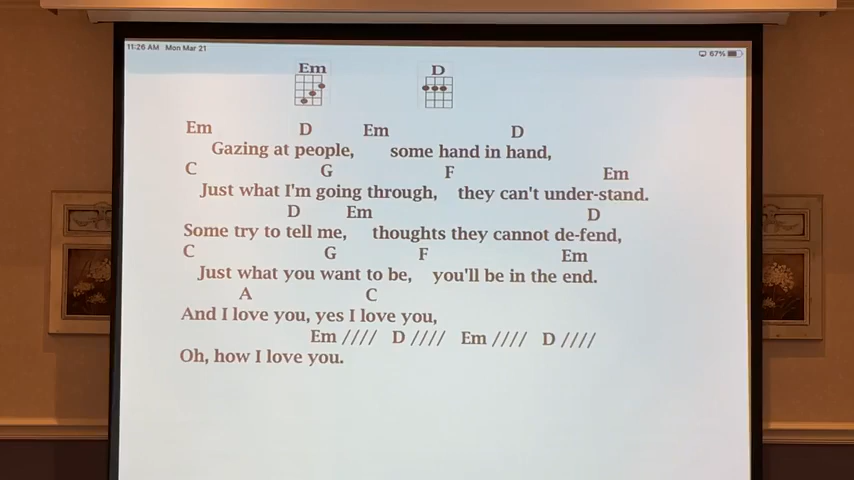 11:26 AM Mon Mar 21
67%
Em D
Em D Em D
Gazing at people, some hand in hand,
C G F Em
Just what I'm going through, they can't under-stand.
D Em D
Some try to tell me, thoughts they cannot de-fend,
C G F Em
Just what you want to be, you'll be in the end.
A C
And I love you, yes I love you,
Em //// D //// Em //// D ////
Oh, how I love you.